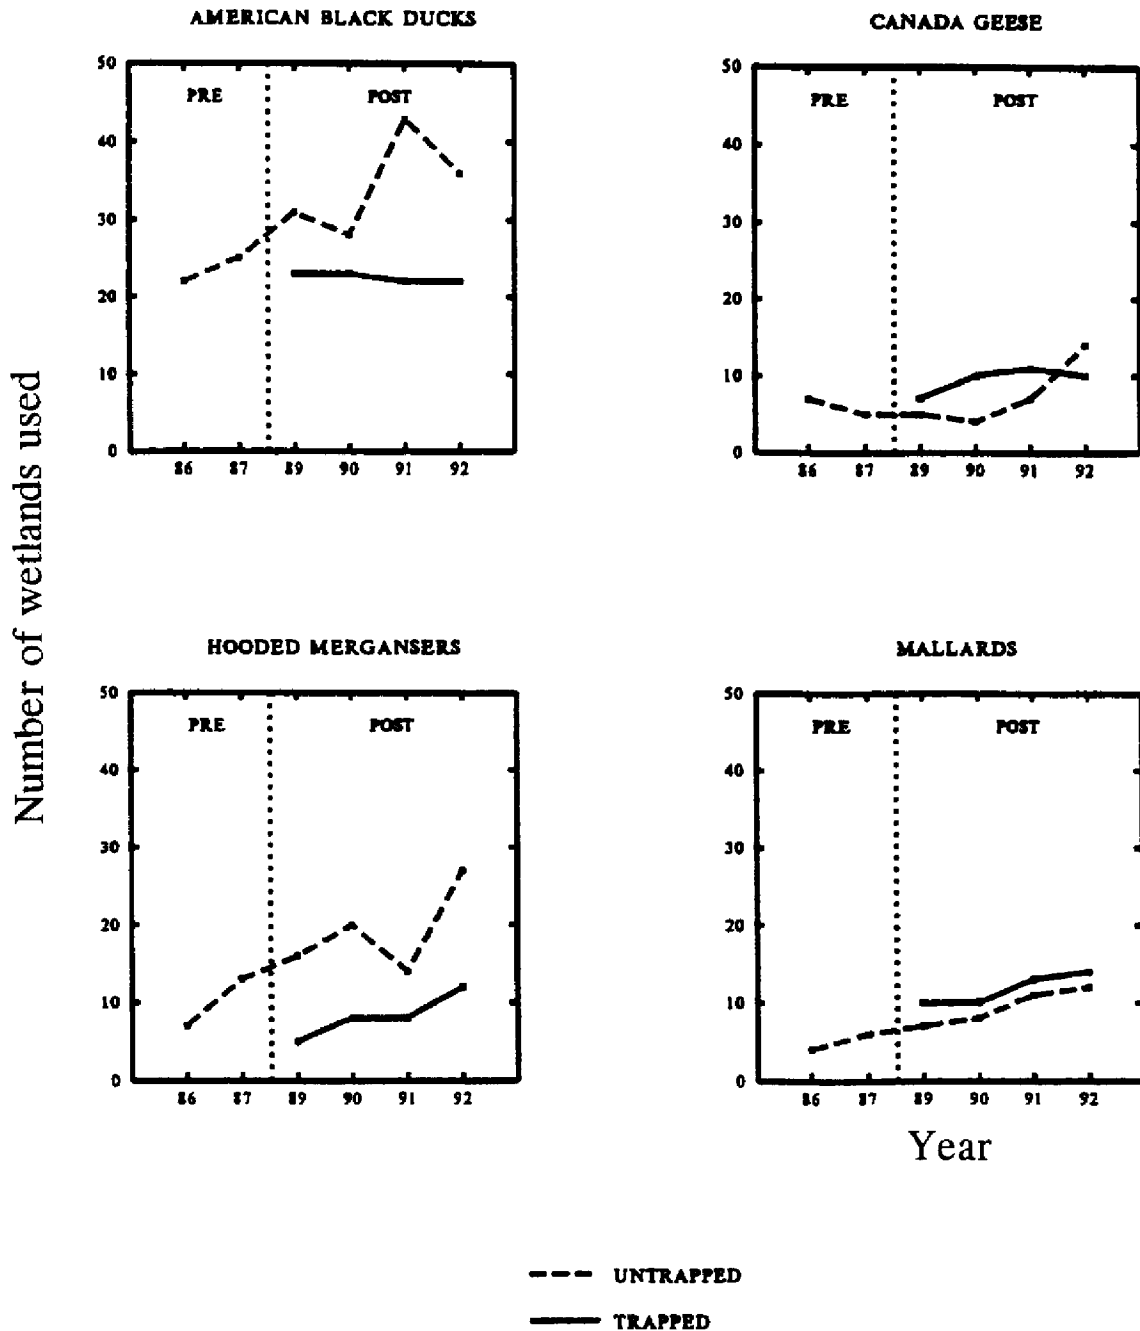 AMERICAN BLACK DUCKS
50
40
30
20
10
0
PRE
POST
86 87 89 90 91 92
CANADA GEESE
50
40
30
20
10
0
PRE
POST
86 87 89 90 91 92
Number of wetlands used
HOODED MERGANSERS
50
40
30
20
10
0
PRE
POST
86 87 89 90 91 92
MALLARDS
50
40
30
20
10
0
PRE
POST
86 87 89 90 91 92
Year
UNTRAPPED
TRAPPED